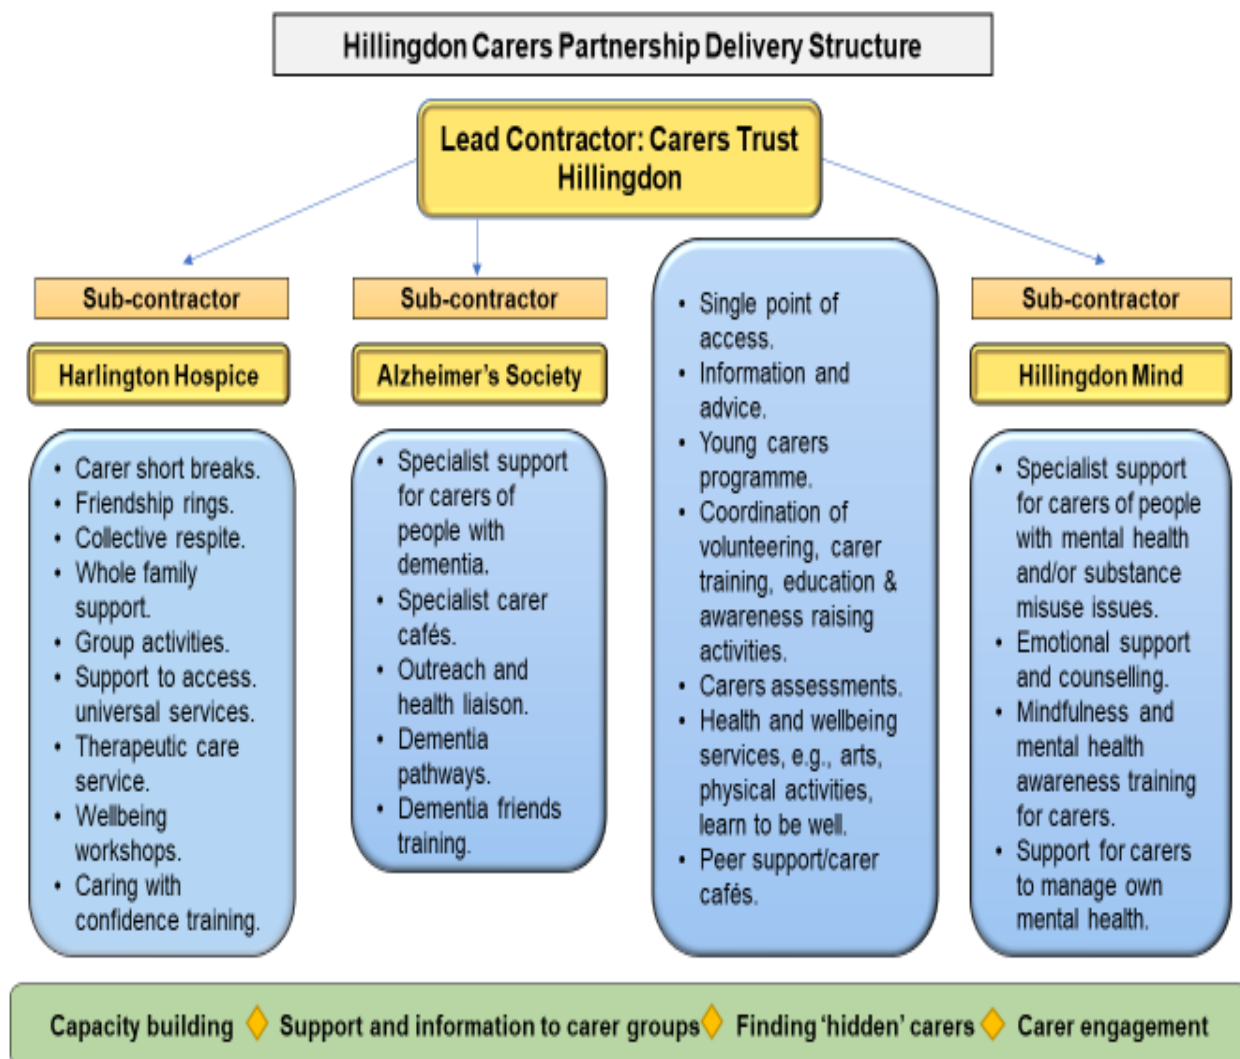 Hillingdon Carers Partnership Delivery Structure
Lead Contractor: Carers Trust
Hillingdon
Sub-contractor
Harlington Hospice
• Carer short breaks.
• Friendship rings.
• Collective respite.
• Whole family
support.
• Group activities.
• Support to access.
universal services.
• Therapeutic care
service.
• Wellbeing
workshops.
• Caring with
confidence training.
Sub-contractor
Alzheimer's Society
• Specialist support
for carers of
people with
dementia.
• Specialist carer
cafés.
• Outreach and
health liaison.
• Dementia
pathways.
• Dementia friends
training.
• Single point of
access.
• Information and
advice.
• Young carers
programme.
• Coordination of
volunteering, carer
training, education &
awareness raising
activities.
• Carers assessments.
• Health and wellbeing
services, e.g., arts,
physical activities,
learn to be well.
• Peer support/carer
cafés.
Sub-contractor
Hillingdon Mind
• Specialist support
for carers of people
with mental health
and/or substance
misuse issues.
• Emotional support
and counselling.
• Mindfulness and
mental health
awareness training
for carers.
• Support for carers
to manage own
mental health.
Capacity building Support and information to carer groups Finding 'hidden' carers Carer engagement